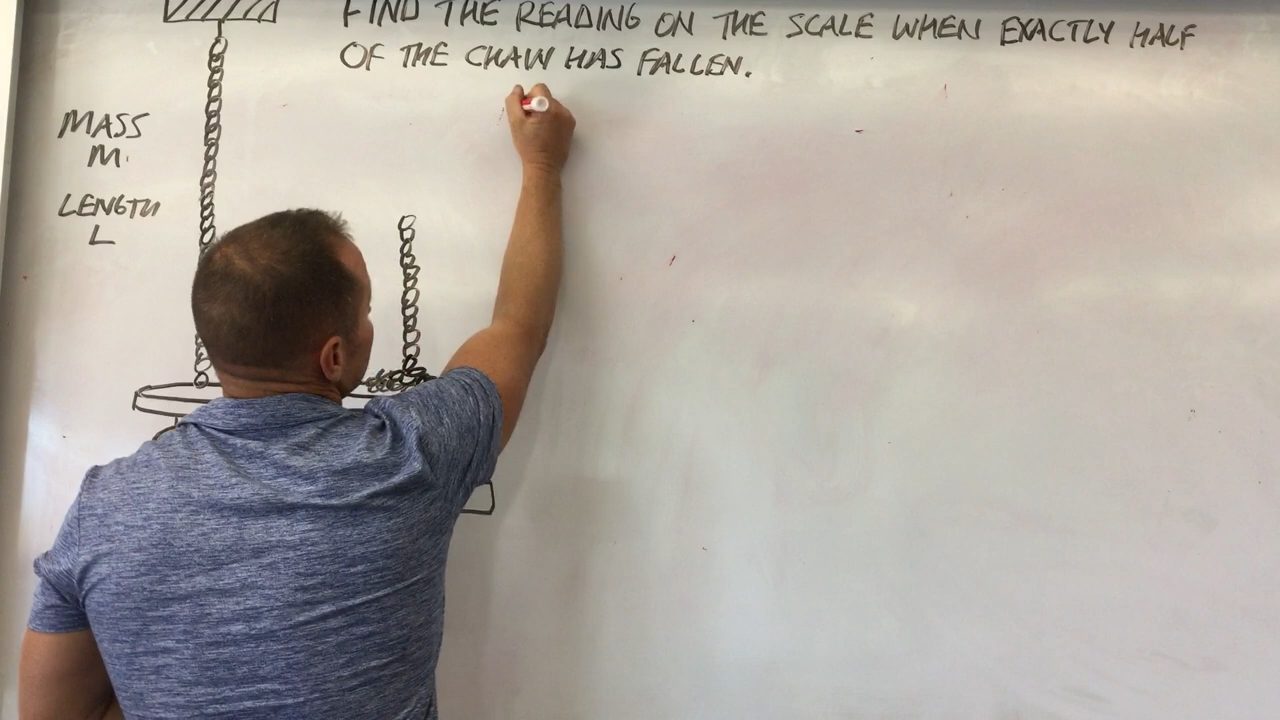 FIND THE READING ON THE SCALE WHEN EXACTLY HALF
OF THE CHAIN HAS FALLEN.
MASS
M
LENGTH
L